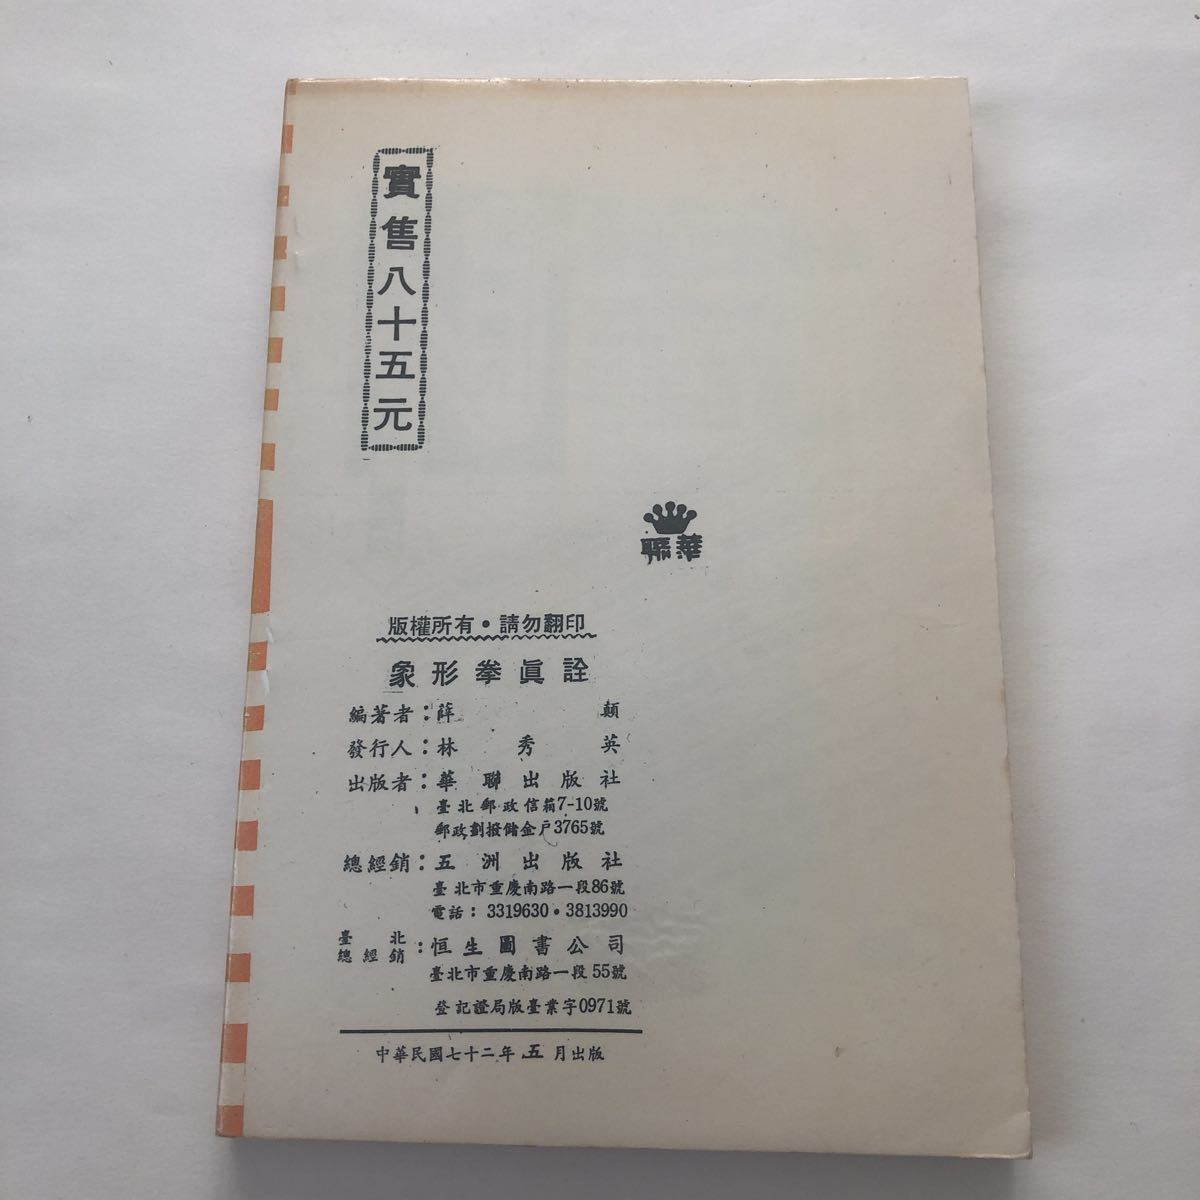 實售八十五元
聯華
版權所有・請勿翻印
象形拳眞詮
編著者：薛顛
發行人：林秀英
出版者：華聯出版社
臺北郵政信箱7-10號
郵政劃撥儲金戶3765號
總經銷：五洲出版社
臺北市重慶南路一段86號
電話：3319630・3813990
臺北總經銷：恒生圖書公司
臺北市重慶南路一段55號
登記證局版臺業字0971號
中華民國七十二年五月出版